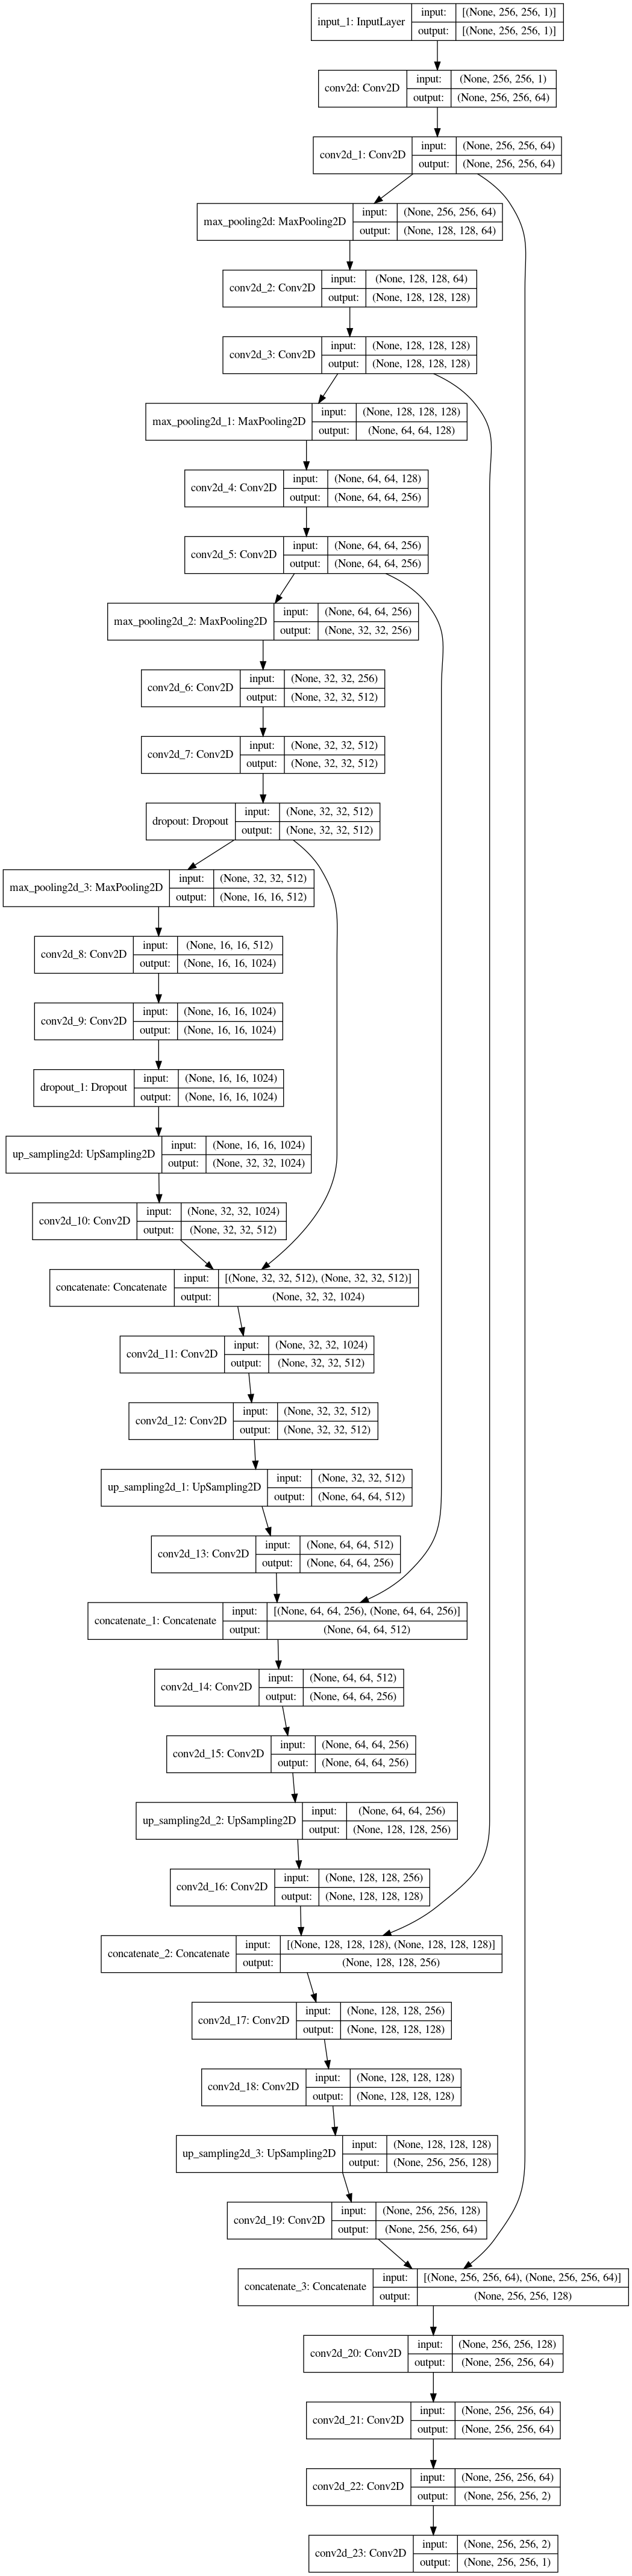 input_1: InputLayer
input: [(None, 256, 256, 1)]
output: [(None, 256, 256, 1)]
conv2d: Conv2D
input: (None, 256, 256, 1)
output: (None, 256, 256, 64)
conv2d_1: Conv2D
input: (None, 256, 256, 64)
output: (None, 256, 256, 64)
max_pooling2d: MaxPooling2D
input: (None, 256, 256, 64)
output: (None, 128, 128, 64)
conv2d_2: Conv2D
input: (None, 128, 128, 64)
output: (None, 128, 128, 128)
conv2d_3: Conv2D
input: (None, 128, 128, 128)
output: (None, 128, 128, 128)
max_pooling2d_1: MaxPooling2D
input: (None, 128, 128, 128)
output: (None, 64, 64, 128)
conv2d_4: Conv2D
input: (None, 64, 64, 128)
output: (None, 64, 64, 256)
conv2d_5: Conv2D
input: (None, 64, 64, 256)
output: (None, 64, 64, 256)
max_pooling2d_2: MaxPooling2D
input: (None, 64, 64, 256)
output: (None, 32, 32, 256)
conv2d_6: Conv2D
input: (None, 32, 32, 256)
output: (None, 32, 32, 512)
conv2d_7: Conv2D
input: (None, 32, 32, 512)
output: (None, 32, 32, 512)
dropout: Dropout
input: (None, 32, 32, 512)
output: (None, 32, 32, 512)
max_pooling2d_3: MaxPooling2D
input: (None, 32, 32, 512)
output: (None, 16, 16, 512)
conv2d_8: Conv2D
input: (None, 16, 16, 512)
output: (None, 16, 16, 1024)
conv2d_9: Conv2D
input: (None, 16, 16, 1024)
output: (None, 16, 16, 1024)
dropout_1: Dropout
input: (None, 16, 16, 1024)
output: (None, 16, 16, 1024)
up_sampling2d: UpSampling2D
input: (None, 16, 16, 1024)
output: (None, 32, 32, 1024)
conv2d_10: Conv2D
input: (None, 32, 32, 1024)
output: (None, 32, 32, 512)
concatenate: Concatenate
input: [(None, 32, 32, 512), (None, 32, 32, 512)]
output: (None, 32, 32, 1024)
conv2d_11: Conv2D
input: (None, 32, 32, 1024)
output: (None, 32, 32, 512)
conv2d_12: Conv2D
input: (None, 32, 32, 512)
output: (None, 32, 32, 512)
up_sampling2d_1: UpSampling2D
input: (None, 32, 32, 512)
output: (None, 64, 64, 512)
conv2d_13: Conv2D
input: (None, 64, 64, 512)
output: (None, 64, 64, 256)
concatenate_1: Concatenate
input: [(None, 64, 64, 256), (None, 64, 64, 256)]
output: (None, 64, 64, 512)
conv2d_14: Conv2D
input: (None, 64, 64, 512)
output: (None, 64, 64, 256)
conv2d_15: Conv2D
input: (None, 64, 64, 256)
output: (None, 64, 64, 256)
up_sampling2d_2: UpSampling2D
input: (None, 64, 64, 256)
output: (None, 128, 128, 256)
conv2d_16: Conv2D
input: (None, 128, 128, 256)
output: (None, 128, 128, 128)
concatenate_2: Concatenate
input: [(None, 128, 128, 128), (None, 128, 128, 128)]
output: (None, 128, 128, 256)
conv2d_17: Conv2D
input: (None, 128, 128, 256)
output: (None, 128, 128, 128)
conv2d_18: Conv2D
input: (None, 128, 128, 128)
output: (None, 128, 128, 128)
up_sampling2d_3: UpSampling2D
input: (None, 128, 128, 128)
output: (None, 256, 256, 128)
conv2d_19: Conv2D
input: (None, 256, 256, 128)
output: (None, 256, 256, 64)
concatenate_3: Concatenate
input: [(None, 256, 256, 64), (None, 256, 256, 64)]
output: (None, 256, 256, 128)
conv2d_20: Conv2D
input: (None, 256, 256, 128)
output: (None, 256, 256, 64)
conv2d_21: Conv2D
input: (None, 256, 256, 64)
output: (None, 256, 256, 64)
conv2d_22: Conv2D
input: (None, 256, 256, 64)
output: (None, 256, 256, 2)
conv2d_23: Conv2D
input: (None, 256, 256, 2)
output: (None, 256, 256, 1)